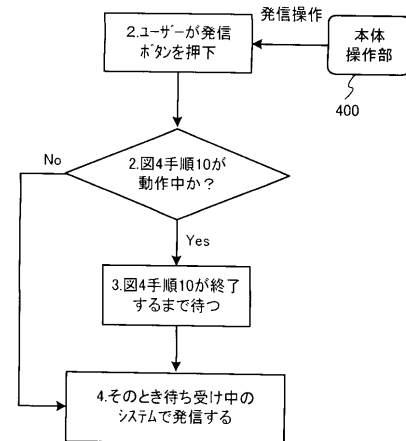 発信操作
2.ユーザーが発信
ボタンを押下
本体
操作部
400
No
2.図4手順10が
動作中か？
Yes
3.図4手順10が終了
するまで待つ
4.そのとき待ち受け中の
システムで発信する